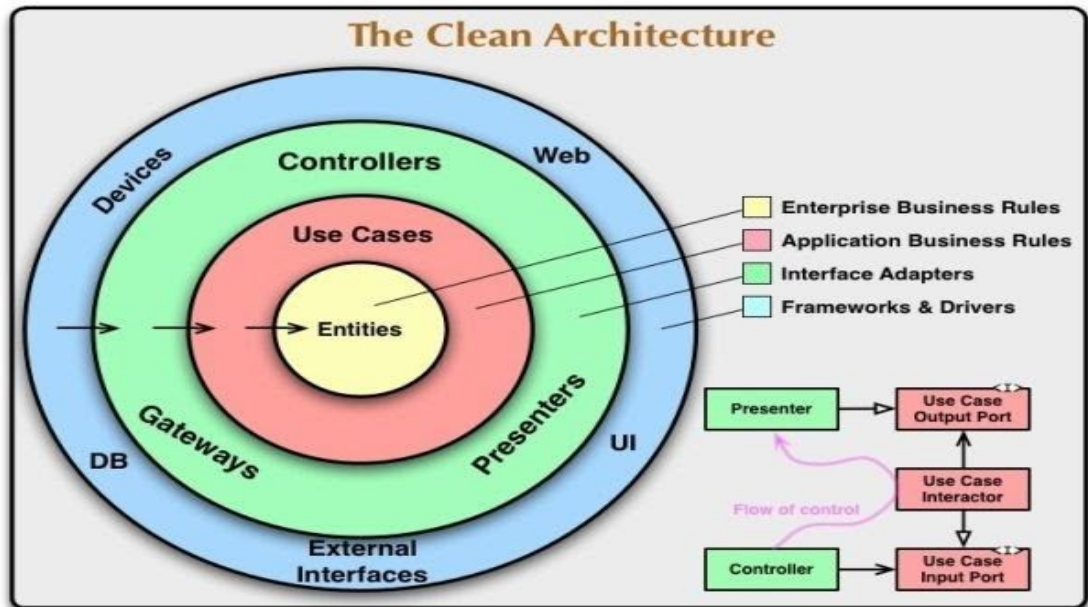 The Clean Architecture
Devices
Web
Controllers
Use Cases
Entities
Gateways
Presenters
DB
UI
External
Interfaces
Enterprise Business Rules
Application Business Rules
Interface Adapters
Frameworks & Drivers
Presenter
<I>
Use Case
Output Port
Flow of control
Use Case
Interactor
Controller
<I>
Use Case
Input Port